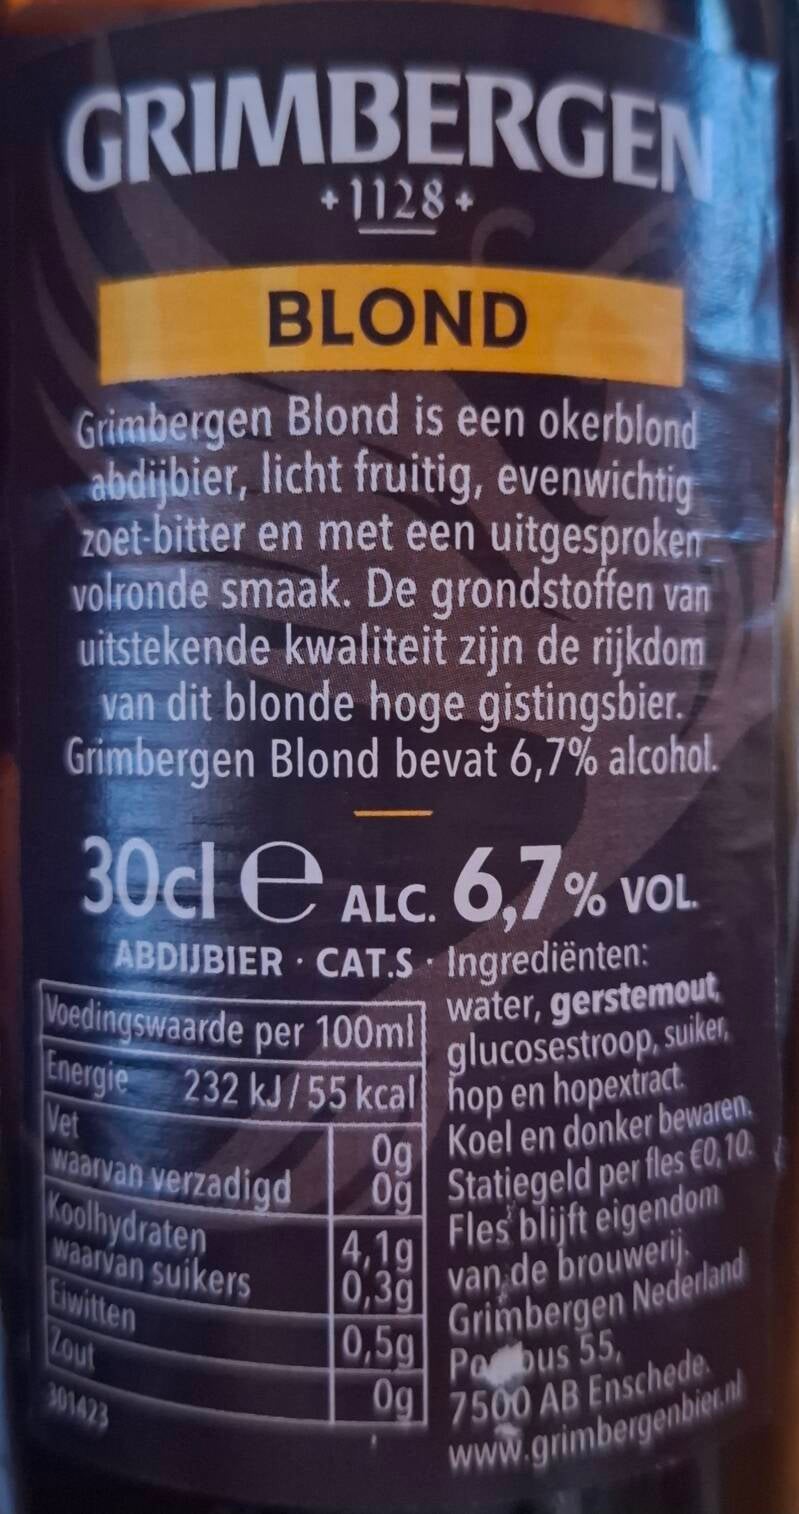 GRIMBERGEN
+1128+
BLOND
Grimbergen Blond is een okerblond
abdijbier, licht fruitig, evenwichtig
zoet-bitter en met een uitgesproken
volronde smaak. De grondstoffen van
uitstekende kwaliteit zijn de rijkdom
van dit blonde hoge gistingsbier.
Grimbergen Blond bevat 6,7% alcohol.
30cl e ALC. 6,7% VOL.
ABDIJBIER · CAT.S · Ingrediënten:
water, gerstemout,
glucosestroop, suiker,
hop en hopextract.
Koel en donker bewaren.
Statiegeld per fles €0,10.
Fles blijft eigendom
van de brouwerij.
Grimbergen Nederland
55,
7500 AB Enschede.
www.grimbergenbier.nl
Voedingswaarde per 100ml
Energie 232 kJ/55 kcal
Vet 0g
waarvan verzadigd 0g
Koolhydraten 4,1g
waarvan suikers 0,3g
Eiwitten 0,5g
Zout 0g
301423